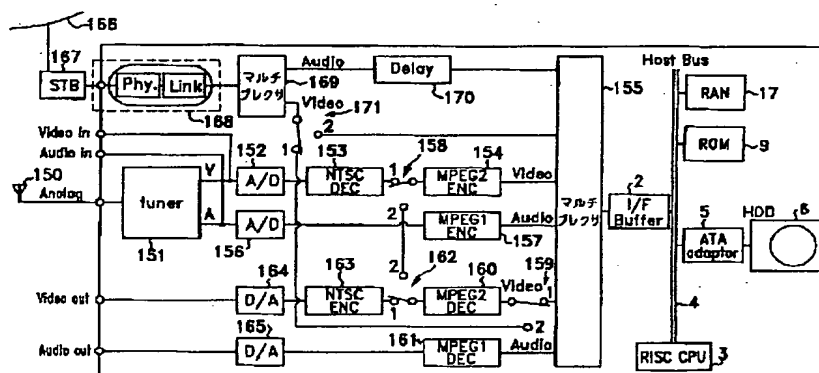 166
167
STB
Phy.
Link
168
マルチ
プレクサ
169
Audio
Delay
170
Video
171
1
2
155
マルチ
プレクサ
Host Bus
RAN
17
ROM
9
Video in
Audio in
150
Analog
tuner
151
V
A
152
A/D
153
NTSC
DEC
1
158
2
154
MPEG2
ENC
Video
156
A/D
MPEG1
ENC
157
Audio
2
I/F
Buffer
5
ATA
adaptor
HDD
6
4
RISC CPU
3
Video out
164
D/A
163
NTSC
ENC
2
162
1
160
MPEG2
DEC
Video
159
1
2
Audio out
165
D/A
161
MPEG1
DEC
Audio